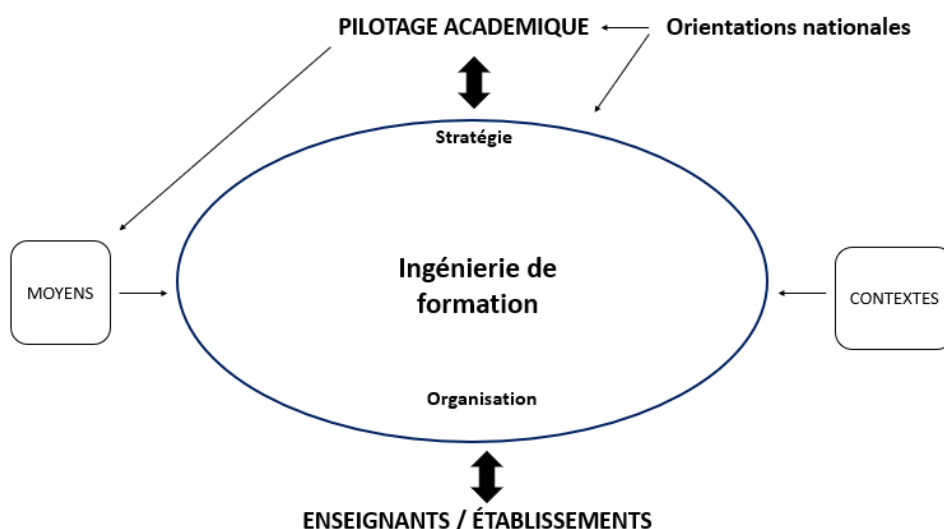 PILOTAGE ACADEMIQUE
Orientations nationales
Stratégie
MOYENS
Ingénierie de
formation
CONTEXTES
Organisation
ENSEIGNANTS / ÉTABLISSEMENTS